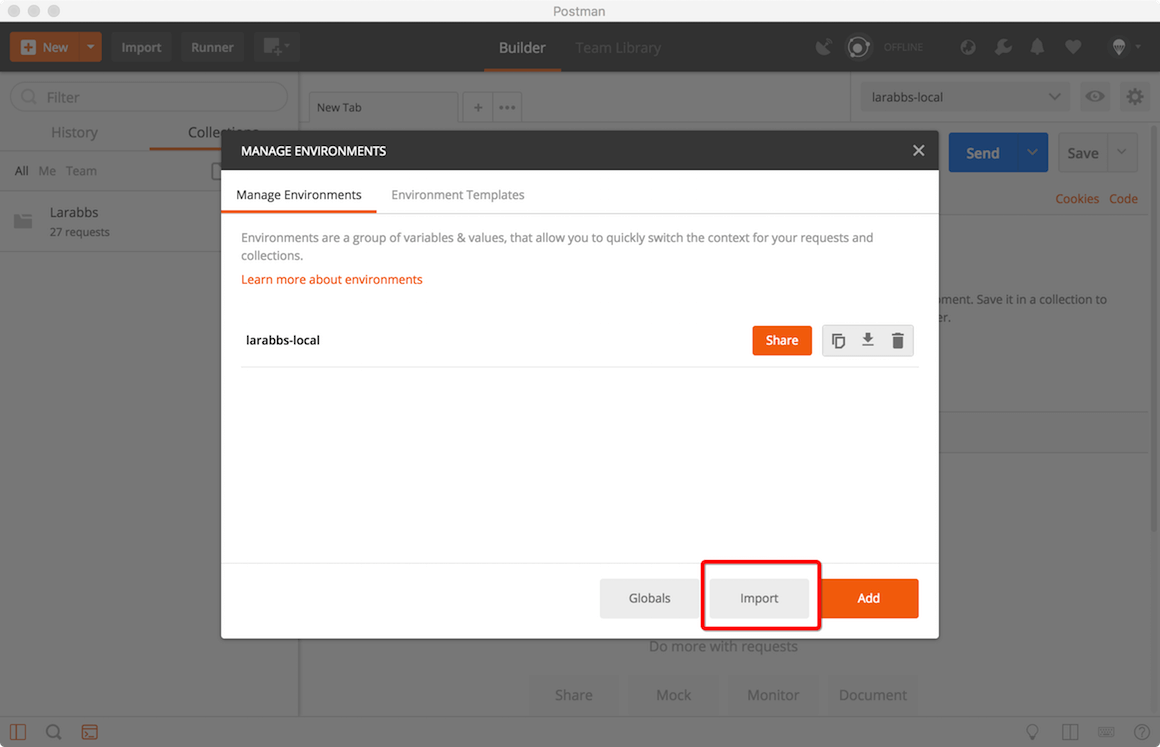 Postman
New
Import
Runner
Builder
Team Library
OFFLINE
Filter
New Tab
larabbs-local
History
Collections
MANAGE ENVIRONMENTS
Send
Save
All Me Team
Manage Environments
Environment Templates
Cookies Code
Larabbs
27 requests
Environments are a group of variables & values, that allow you to quickly switch the context for your requests and
collections.
Learn more about environments
Save it in a collection to
larabbs-local
Share
Globals
Import
Add
Do more with requests
Share
Mock
Monitor
Document